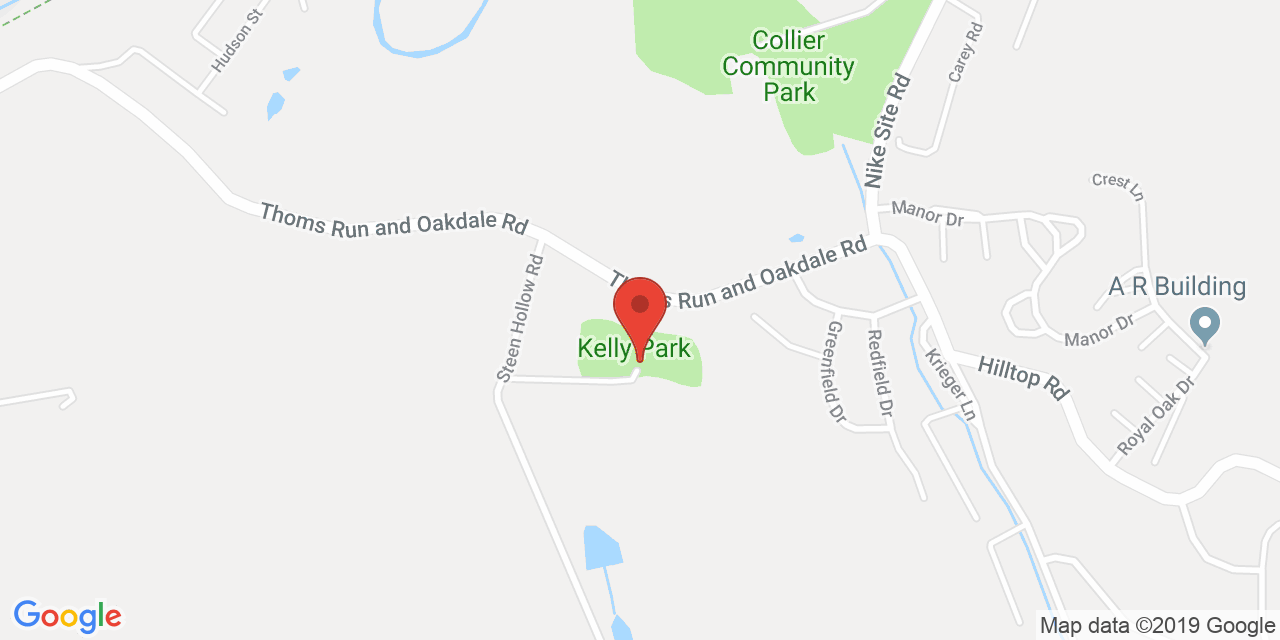 Hudson St
Collier
Community
Park
Carey Rd
Nike Site Rd
Crest Ln
Manor Dr
Thoms Run and Oakdale Rd
Thoms Run and Oakdale Rd
Steen Hollow Rd
A R Building
Kelly Park
Manor Dr
Greenfield Dr
Redfield Dr
Krieger Ln
Hilltop Rd
Royal Oak Dr
Google
Map data ©2019 Google